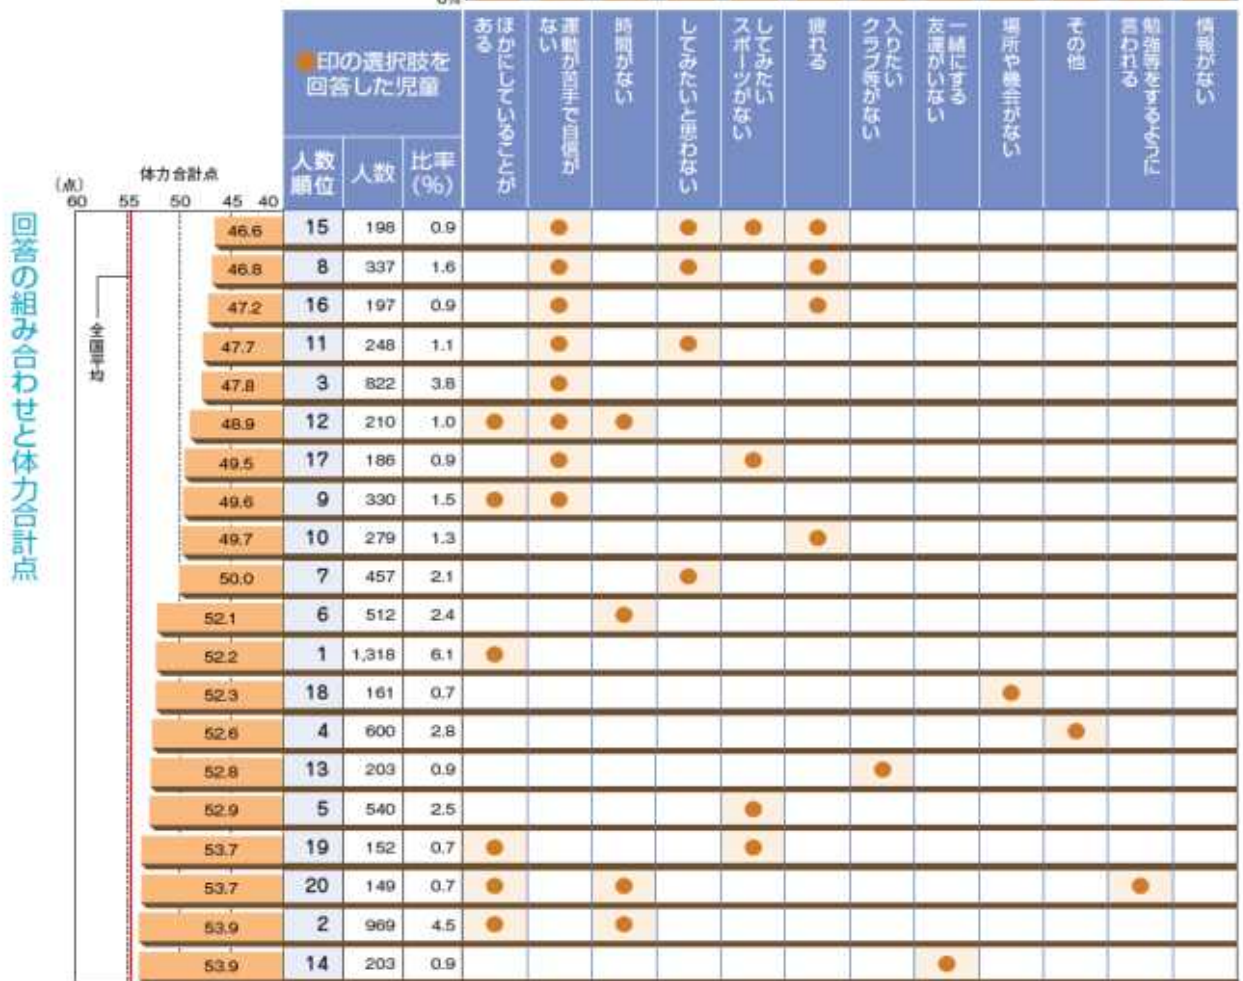 ●印の選択肢を
回答した児童
人数
順位
人数
比率
(%)
ほかにしていることが
ある
運動が苦手で自信が
ない
時間がない
してみたいと思わない
してみたい
スポーツがない
疲れる
入りたい
クラブ等がない
一緒にする
友達がいない
場所や機会がない
その他
勉強等をするように
言われる
情報がない
回答の組み合わせと体力合計点
体力合計点
(点)
60 55 50 45 40
全国平均
46.6 15 198 0.9 ● ● ● ●
46.8 8 337 1.6 ● ● ●
47.2 16 197 0.9 ● ●
47.7 11 248 1.1 ● ●
47.8 3 822 3.8 ●
48.9 12 210 1.0 ● ● ●
49.5 17 186 0.9 ● ●
49.6 9 330 1.5 ● ●
49.7 10 279 1.3 ●
50.0 7 457 2.1 ●
52.1 6 512 2.4 ●
52.2 1 1,318 6.1 ●
52.3 18 161 0.7 ●
52.6 4 600 2.8 ●
52.8 13 203 0.9 ●
52.9 5 540 2.5 ●
53.7 19 152 0.7 ● ●
53.7 20 149 0.7 ● ● ●
53.9 2 969 4.5 ● ●
53.9 14 203 0.9 ●